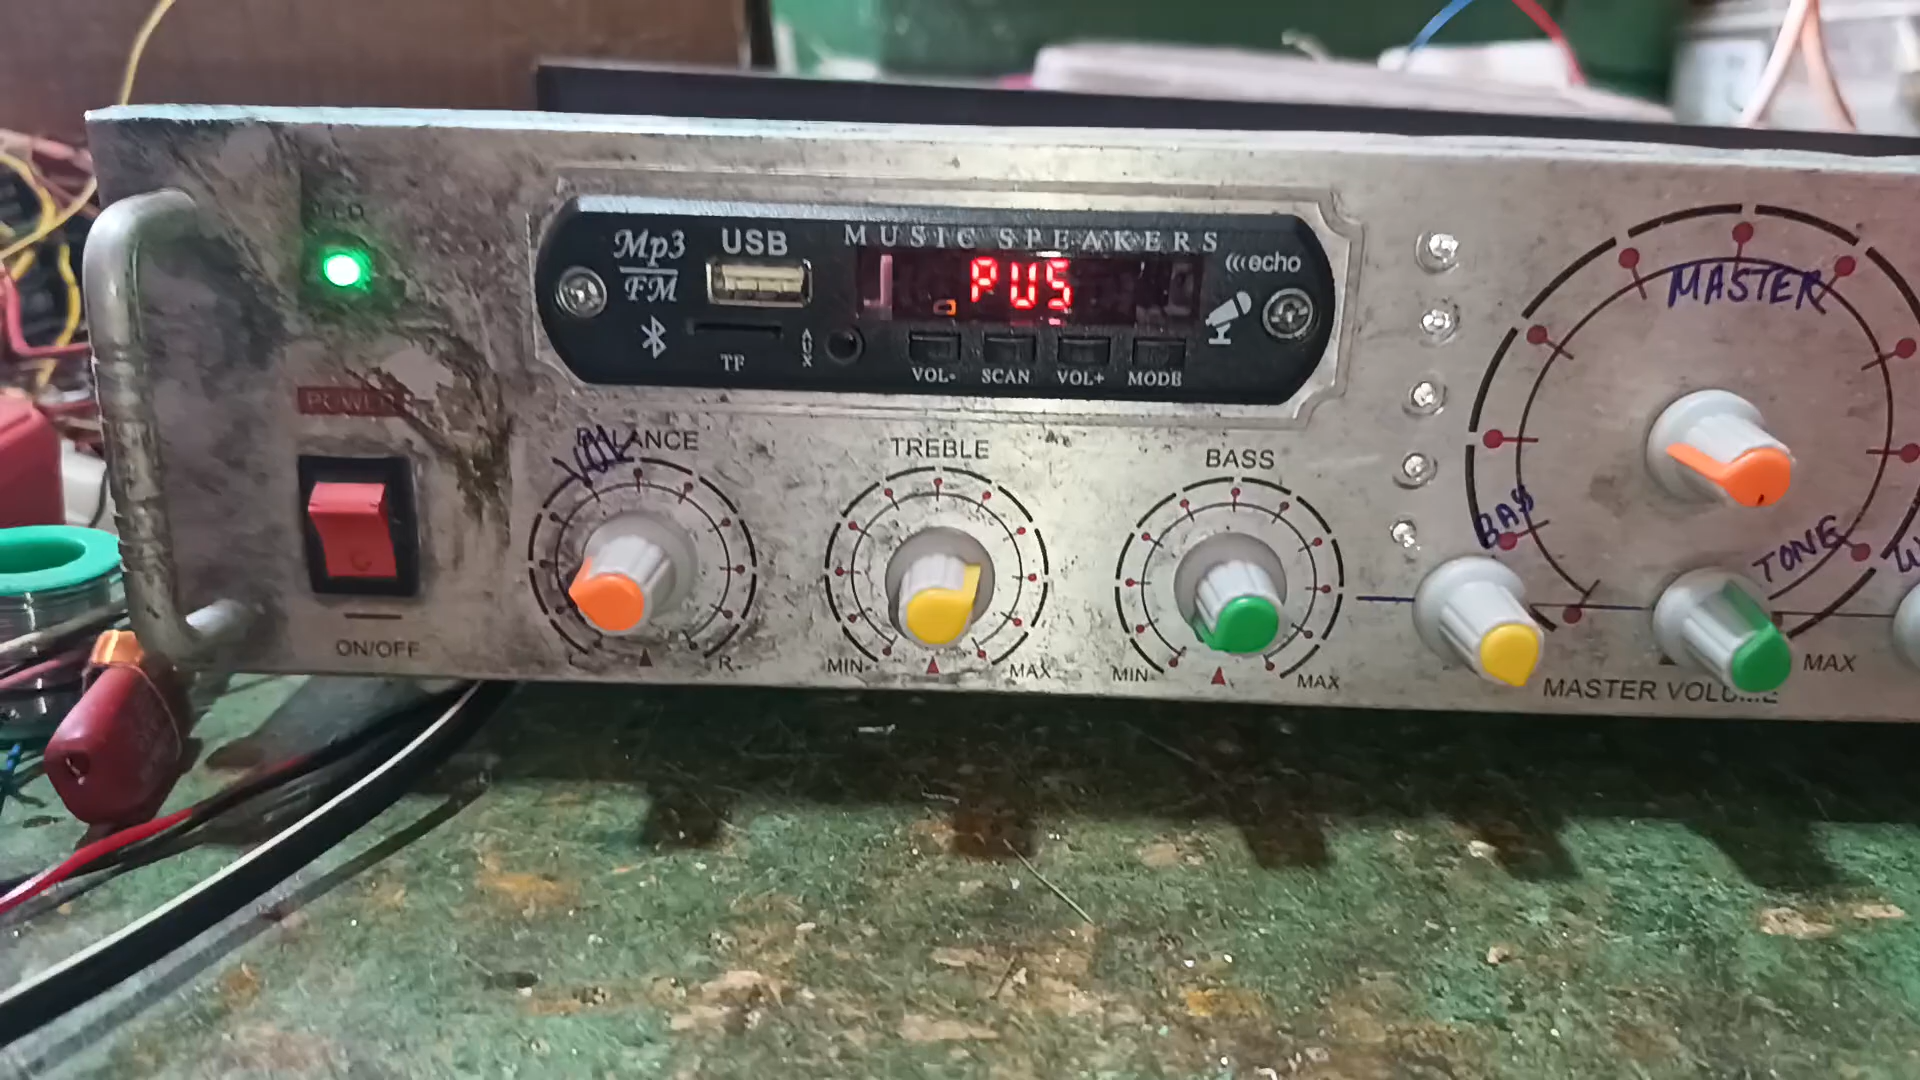 LED
Mp3
FM
USB
MUSIC SPEAKERS
PUS
echo
TF
AUX
VOL-
SCAN
VOL+
MODE
POWER
ON/OFF
BALANCE
VOL
L
R
TREBLE
MIN
MAX
BASS
MIN
MAX
MASTER
BAS
TONE
MAX
MASTER VOLUME